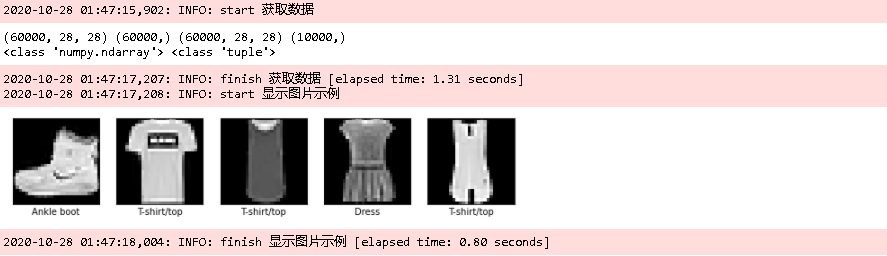 2020-10-28 01:47:15,902: INFO: start 获取数据
(60000, 28, 28) (60000,) (60000, 28, 28) (10000,)
<class 'numpy.ndarray'> <class 'tuple'>
2020-10-28 01:47:17,207: INFO: finish 获取数据 [elapsed time: 1.31 seconds]
2020-10-28 01:47:17,208: INFO: start 显示图片示例
Ankle boot T-shirt/top T-shirt/top Dress T-shirt/top
2020-10-28 01:47:18,004: INFO: finish 显示图片示例 [elapsed time: 0.80 seconds]